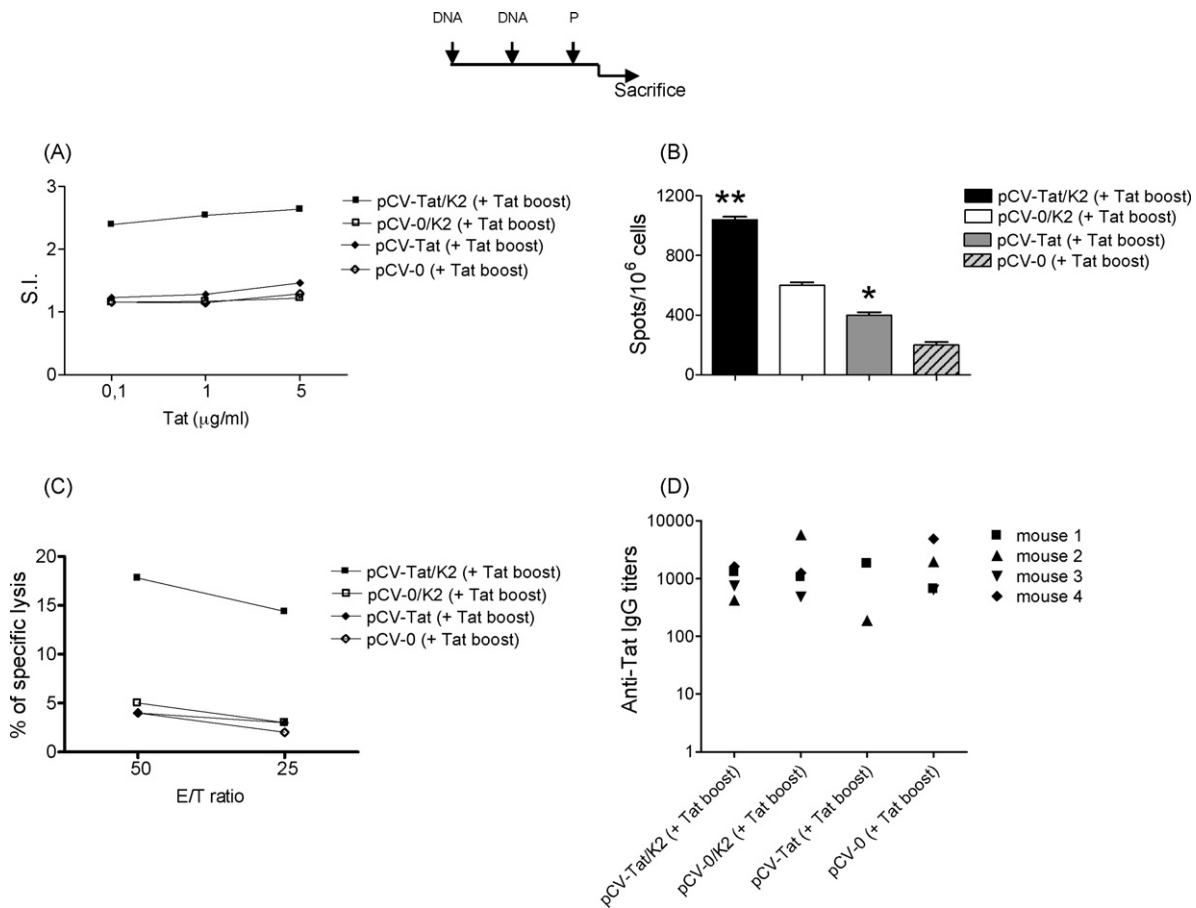 DNA DNA P
Sacrifice
(A)
3
2
1
0
S.I.
0,1 1 5
Tat (μg/ml)
pCV-Tat/K2 (+ Tat boost)
pCV-0/K2 (+ Tat boost)
pCV-Tat (+ Tat boost)
pCV-0 (+ Tat boost)
(B)
1200
800
400
0
Spots/10⁶ cells
**
*
pCV-Tat/K2 (+ Tat boost)
pCV-0/K2 (+ Tat boost)
pCV-Tat (+ Tat boost)
pCV-0 (+ Tat boost)
(C)
20
15
10
5
0
% of specific lysis
50 25
E/T ratio
pCV-Tat/K2 (+ Tat boost)
pCV-0/K2 (+ Tat boost)
pCV-Tat (+ Tat boost)
pCV-0 (+ Tat boost)
(D)
10000
1000
100
10
1
Anti-Tat IgG titers
pCV-Tat/K2 (+ Tat boost)
pCV-0/K2 (+ Tat boost)
pCV-Tat (+ Tat boost)
pCV-0 (+ Tat boost)
mouse 1
mouse 2
mouse 3
mouse 4